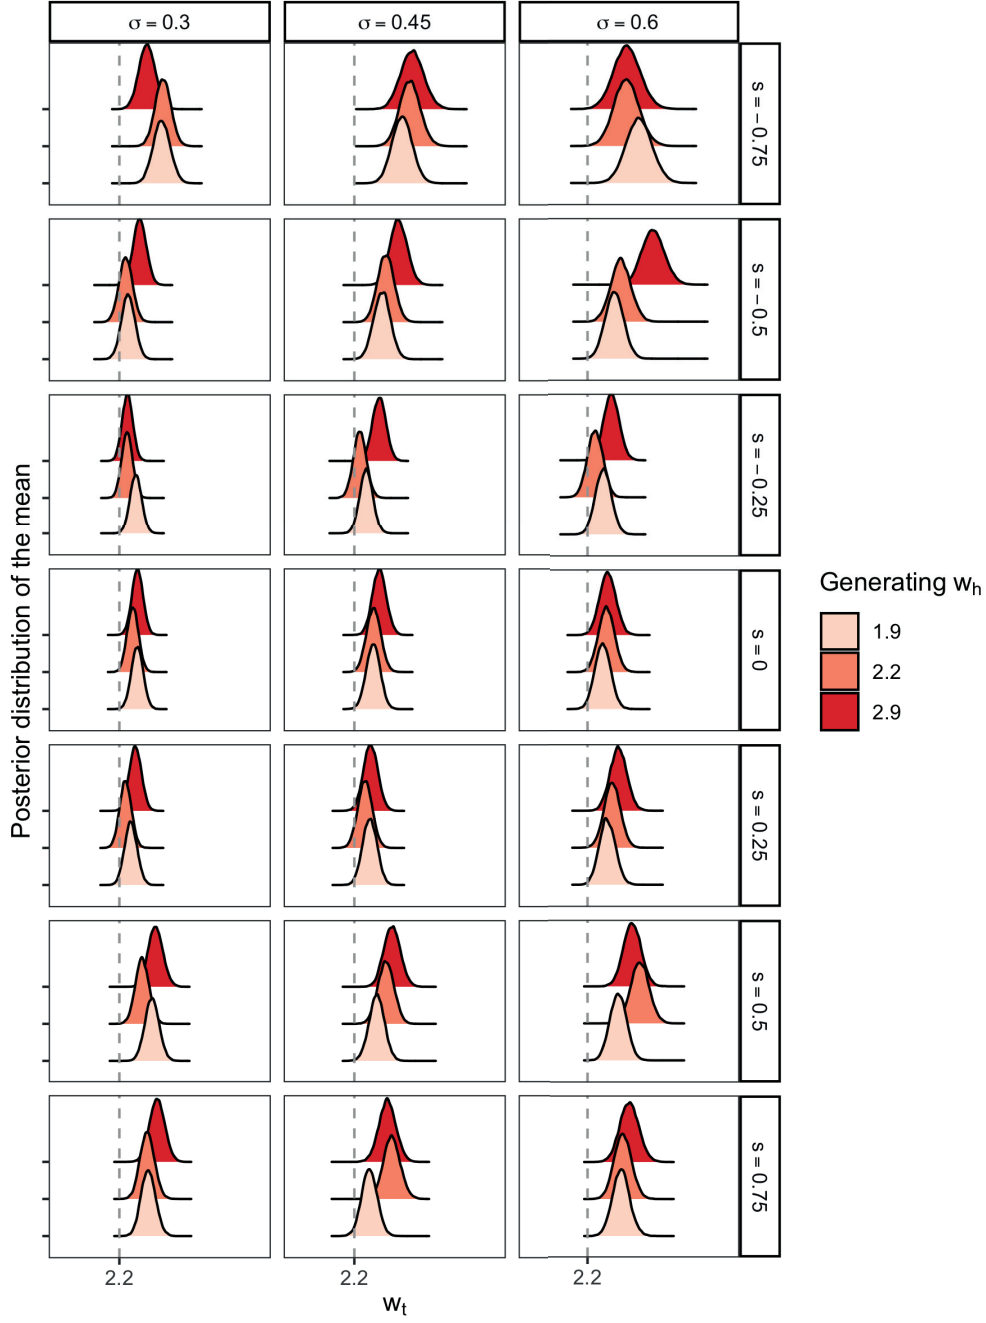 σ = 0.3
σ = 0.45
σ = 0.6
s = −0.75
s = −0.5
s = −0.25
s = 0
s = 0.25
s = 0.5
s = 0.75
Posterior distribution of the mean
2.2
2.2
2.2
wt
Generating wh
1.9
2.2
2.9